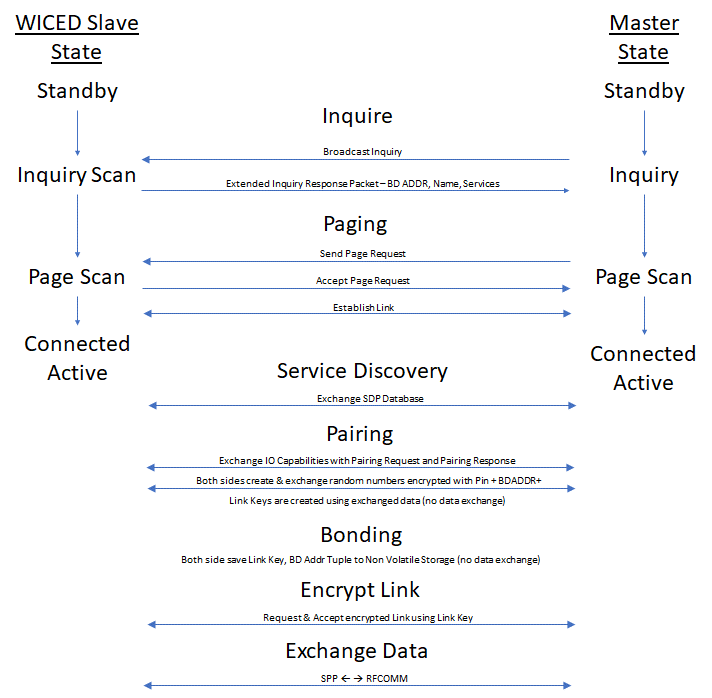 WICED Slave
State
Master
State
Standby
Standby
Inquire
Broadcast Inquiry
Inquiry Scan
Inquiry
Extended Inquiry Response Packet – BD ADDR, Name, Services
Paging
Send Page Request
Page Scan
Page Scan
Accept Page Request
Establish Link
Connected
Active
Connected
Active
Service Discovery
Exchange SDP Database
Pairing
Exchange IO Capabilities with Pairing Request and Pairing Response
Both sides create & exchange random numbers encrypted with Pin + BDADDR+
Link Keys are created using exchanged data (no data exchange)
Bonding
Both side save Link Key, BD Addr Tuple to Non Volatile Storage (no data exchange)
Encrypt Link
Request & Accept encrypted Link using Link Key
Exchange Data
SPP ← → RFCOMM